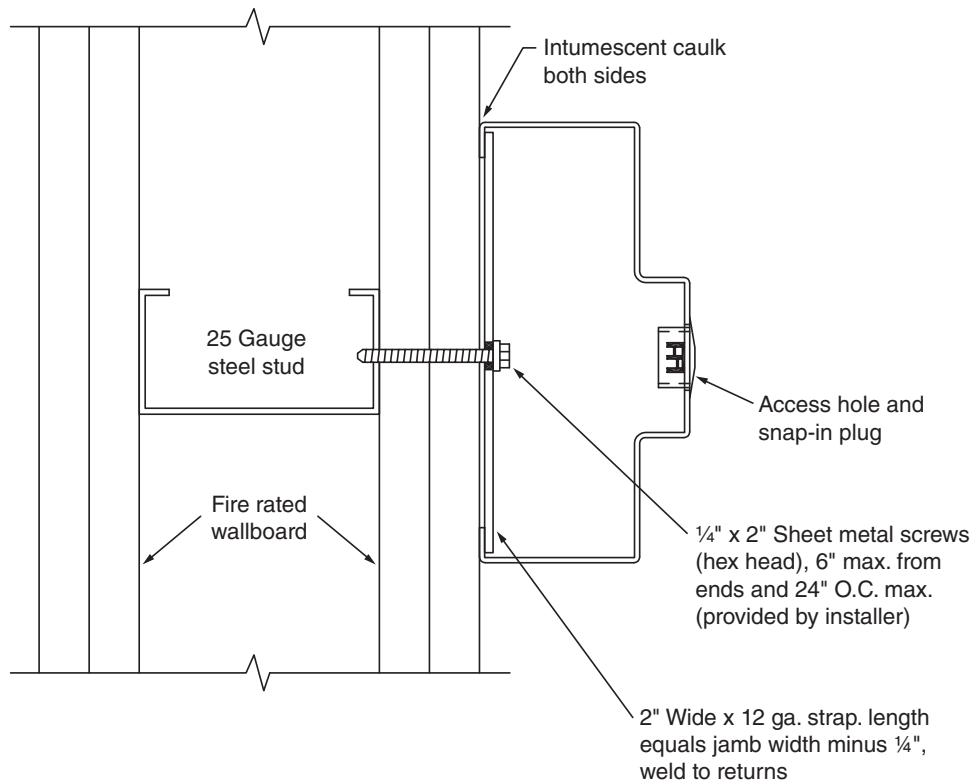 Intumescent caulk
both sides
25 Gauge
steel stud
Access hole and
snap-in plug
Fire rated
wallboard
¼" x 2" Sheet metal screws
(hex head), 6" max. from
ends and 24" O.C. max.
(provided by installer)
2" Wide x 12 ga. strap. length
equals jamb width minus ¼",
weld to returns